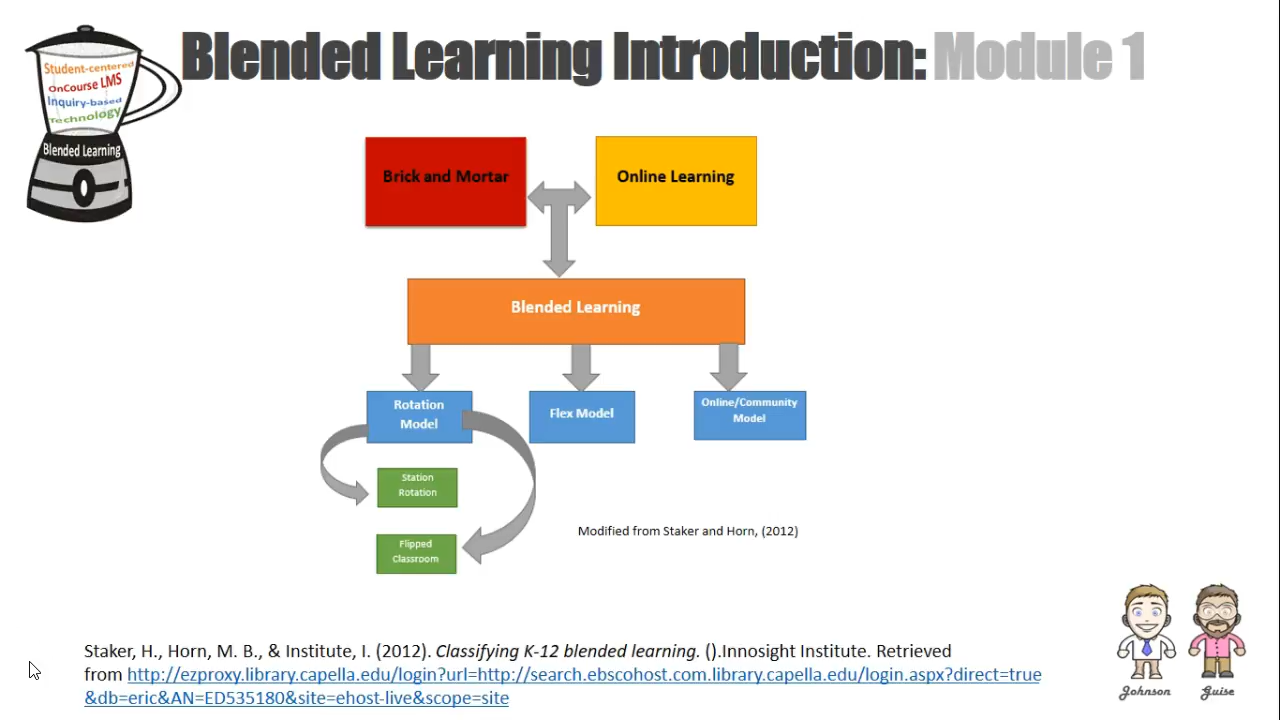 Blended Learning Introduction: Module 1
Student-centered
OnCourse LMS
Inquiry-based
Technology
Blended Learning
Brick and Mortar
Online Learning
Blended Learning
Rotation
Model
Flex Model
Online/Community
Model
Station
Rotation
Flipped
Classroom
Modified from Staker and Horn, (2012)
Staker, H., Horn, M. B., & Institute, I. (2012). Classifying K-12 blended learning. ().Innosight Institute. Retrieved
from http://ezproxy.library.capella.edu/login?url=http://search.ebscohost.com.library.capella.edu/login.aspx?direct=true
&db=eric&AN=ED535180&site=ehost-live&scope=site
Johnson
Guise